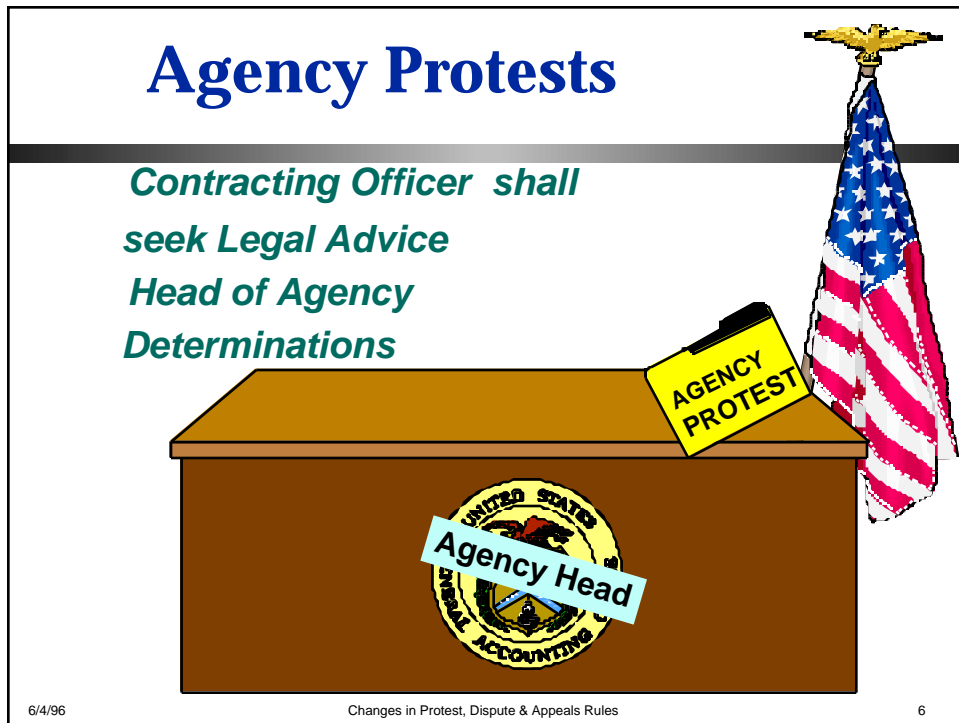 Agency Protests
Contracting Officer shall
seek Legal Advice
Head of Agency
Determinations
AGENCY
PROTEST
UNITED STATES
Agency Head
GENERAL ACCOUNTING
6/4/96
Changes in Protest, Dispute & Appeals Rules
6